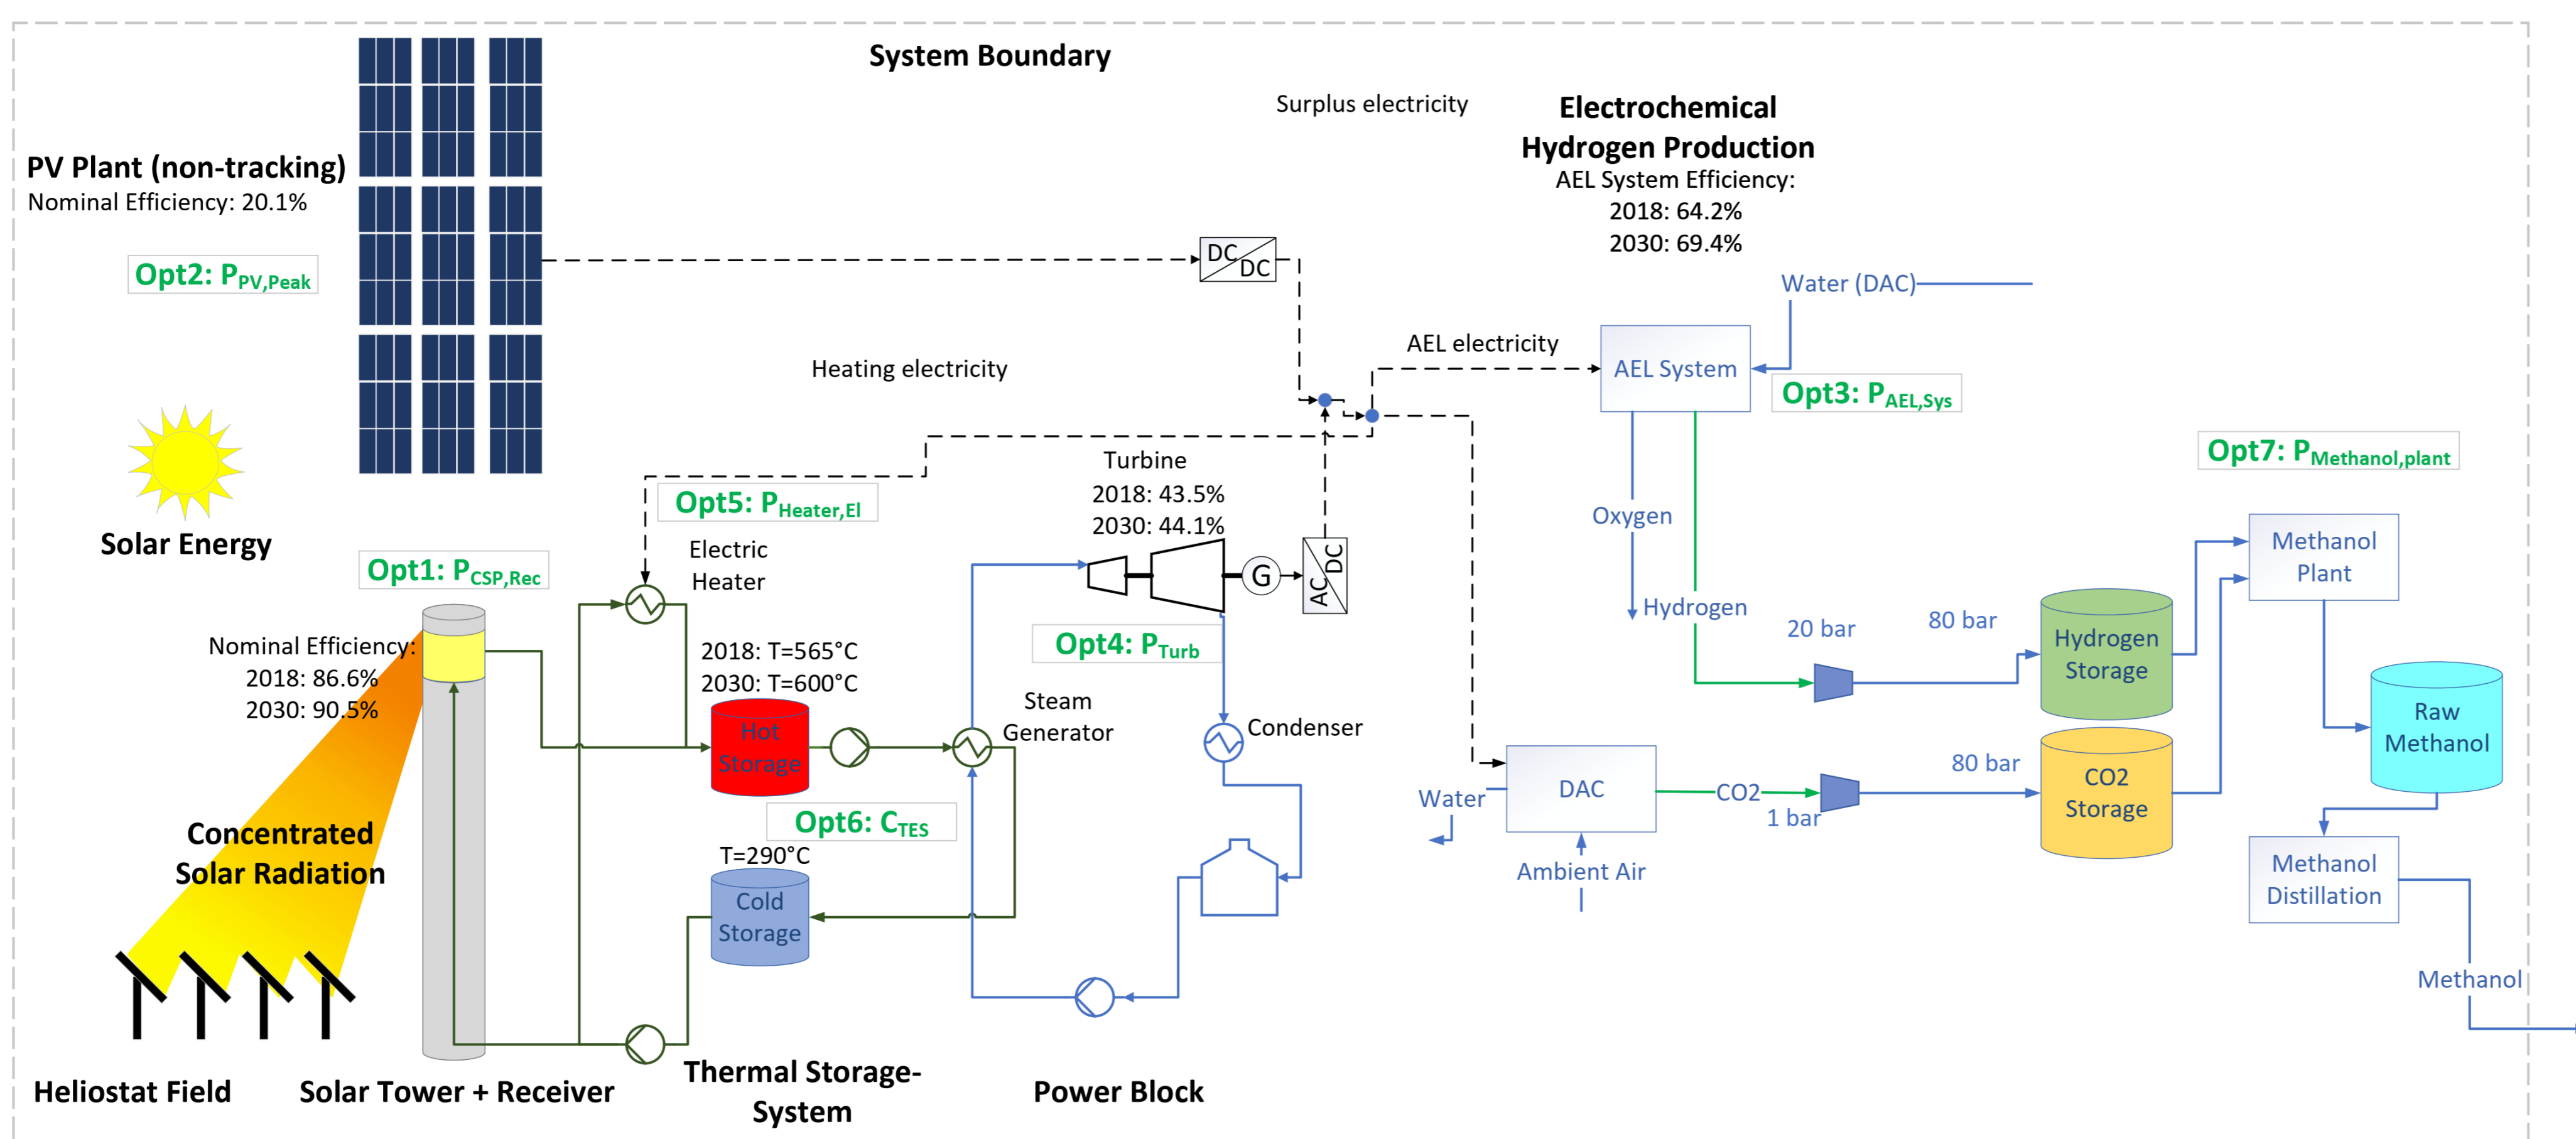 System Boundary
Surplus electricity
Electrochemical
Hydrogen Production
AEL System Efficiency:
2018: 64.2%
2030: 69.4%
PV Plant (non-tracking)
Nominal Efficiency: 20.1%
Opt2: PPV,Peak
DC
DC
Water (DAC)
Heating electricity
AEL electricity
AEL System
Opt3: PAEL,Sys
Solar Energy
Opt1: PCSP,Rec
Nominal Efficiency:
2018: 86.6%
2030: 90.5%
Opt5: PHeater,El
Electric
Heater
Turbine
2018: 43.5%
2030: 44.1%
G
AC
DC
Opt4: PTurb
2018: T=565°C
2030: T=600°C
Hot
Storage
Steam
Generator
Condenser
Opt6: CTES
T=290°C
Cold
Storage
Concentrated
Solar Radiation
Oxygen
Hydrogen
20 bar
80 bar
Hydrogen
Storage
Opt7: PMethanol,plant
Methanol
Plant
Raw
Methanol
Water
DAC
CO2
1 bar
80 bar
CO2
Storage
Ambient Air
Methanol
Distillation
Methanol
Heliostat Field
Solar Tower + Receiver
Thermal Storage-
System
Power Block